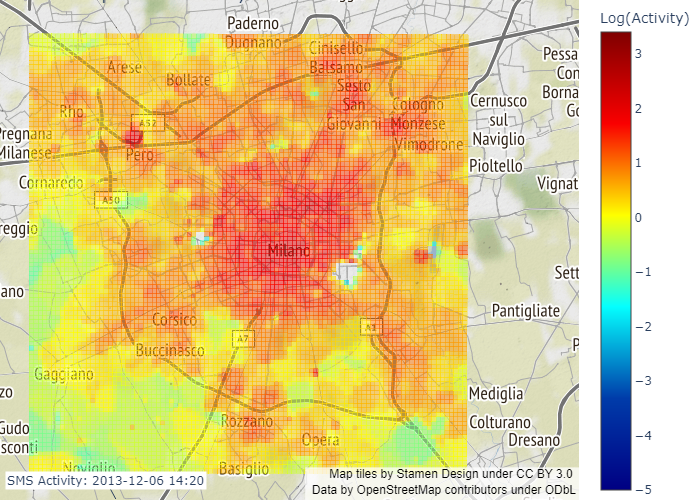 Log(Activity)
3
2
1
0
−1
−2
−3
−4
−5
Paderno
Dugnano
Cinisello
Balsamo
Arese
Bollate
Sesto
San
Giovanni
Cologno
Monzese
Vimodrone
Cernusco
sul
Naviglio
Pessa
Con
Borna
Go
Rho
A52
Pero
Pregnana
Milanese
Cornaredo
Pioltello
Vignat
A50
reggio
Milano
Sett
ano
Pantigliate
Corsico
A7
A1
Buccinasco
P
Gaggiano
zo
Mediglia
Rozzano
Colturano
Gudo
sconti
Opera
Dresano
Noviglio
Basiglio
SMS Activity: 2013-12-06 14:20
Map tiles by Stamen Design under CC BY 3.0
Data by OpenStreetMap contributors under ODbL